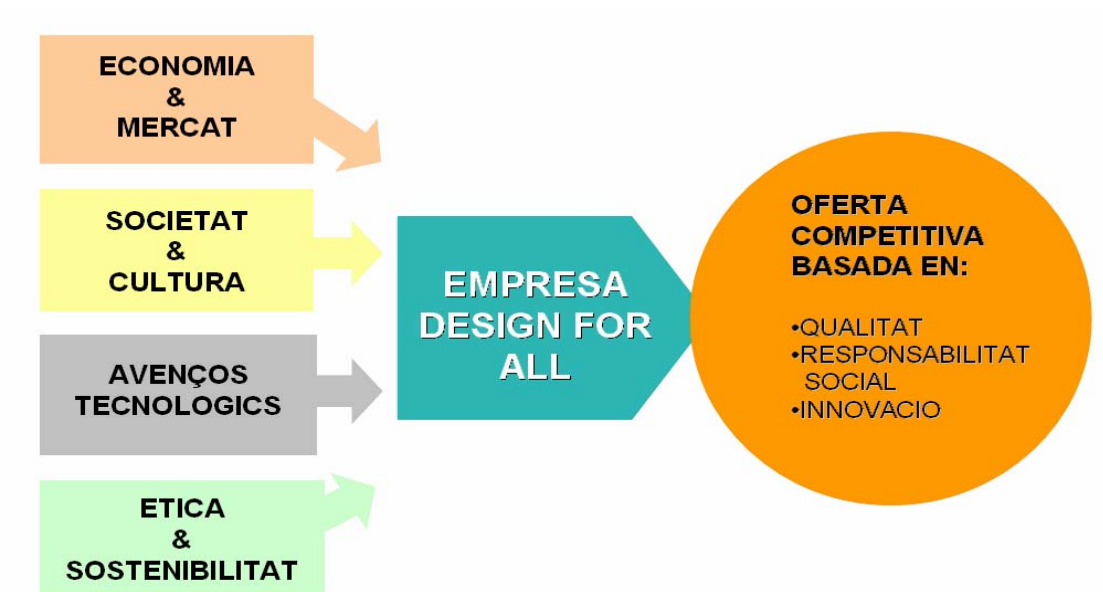 ECONOMIA
&
MERCAT
SOCIETAT
&
CULTURA
AVENÇOS
TECNOLOGICS
ETICA
&
SOSTENIBILITAT
EMPRESA
DESIGN FOR
ALL
OFERTA
COMPETITIVA
BASADA EN:
•QUALITAT
•RESPONSABILITAT
SOCIAL
•INNOVACIO